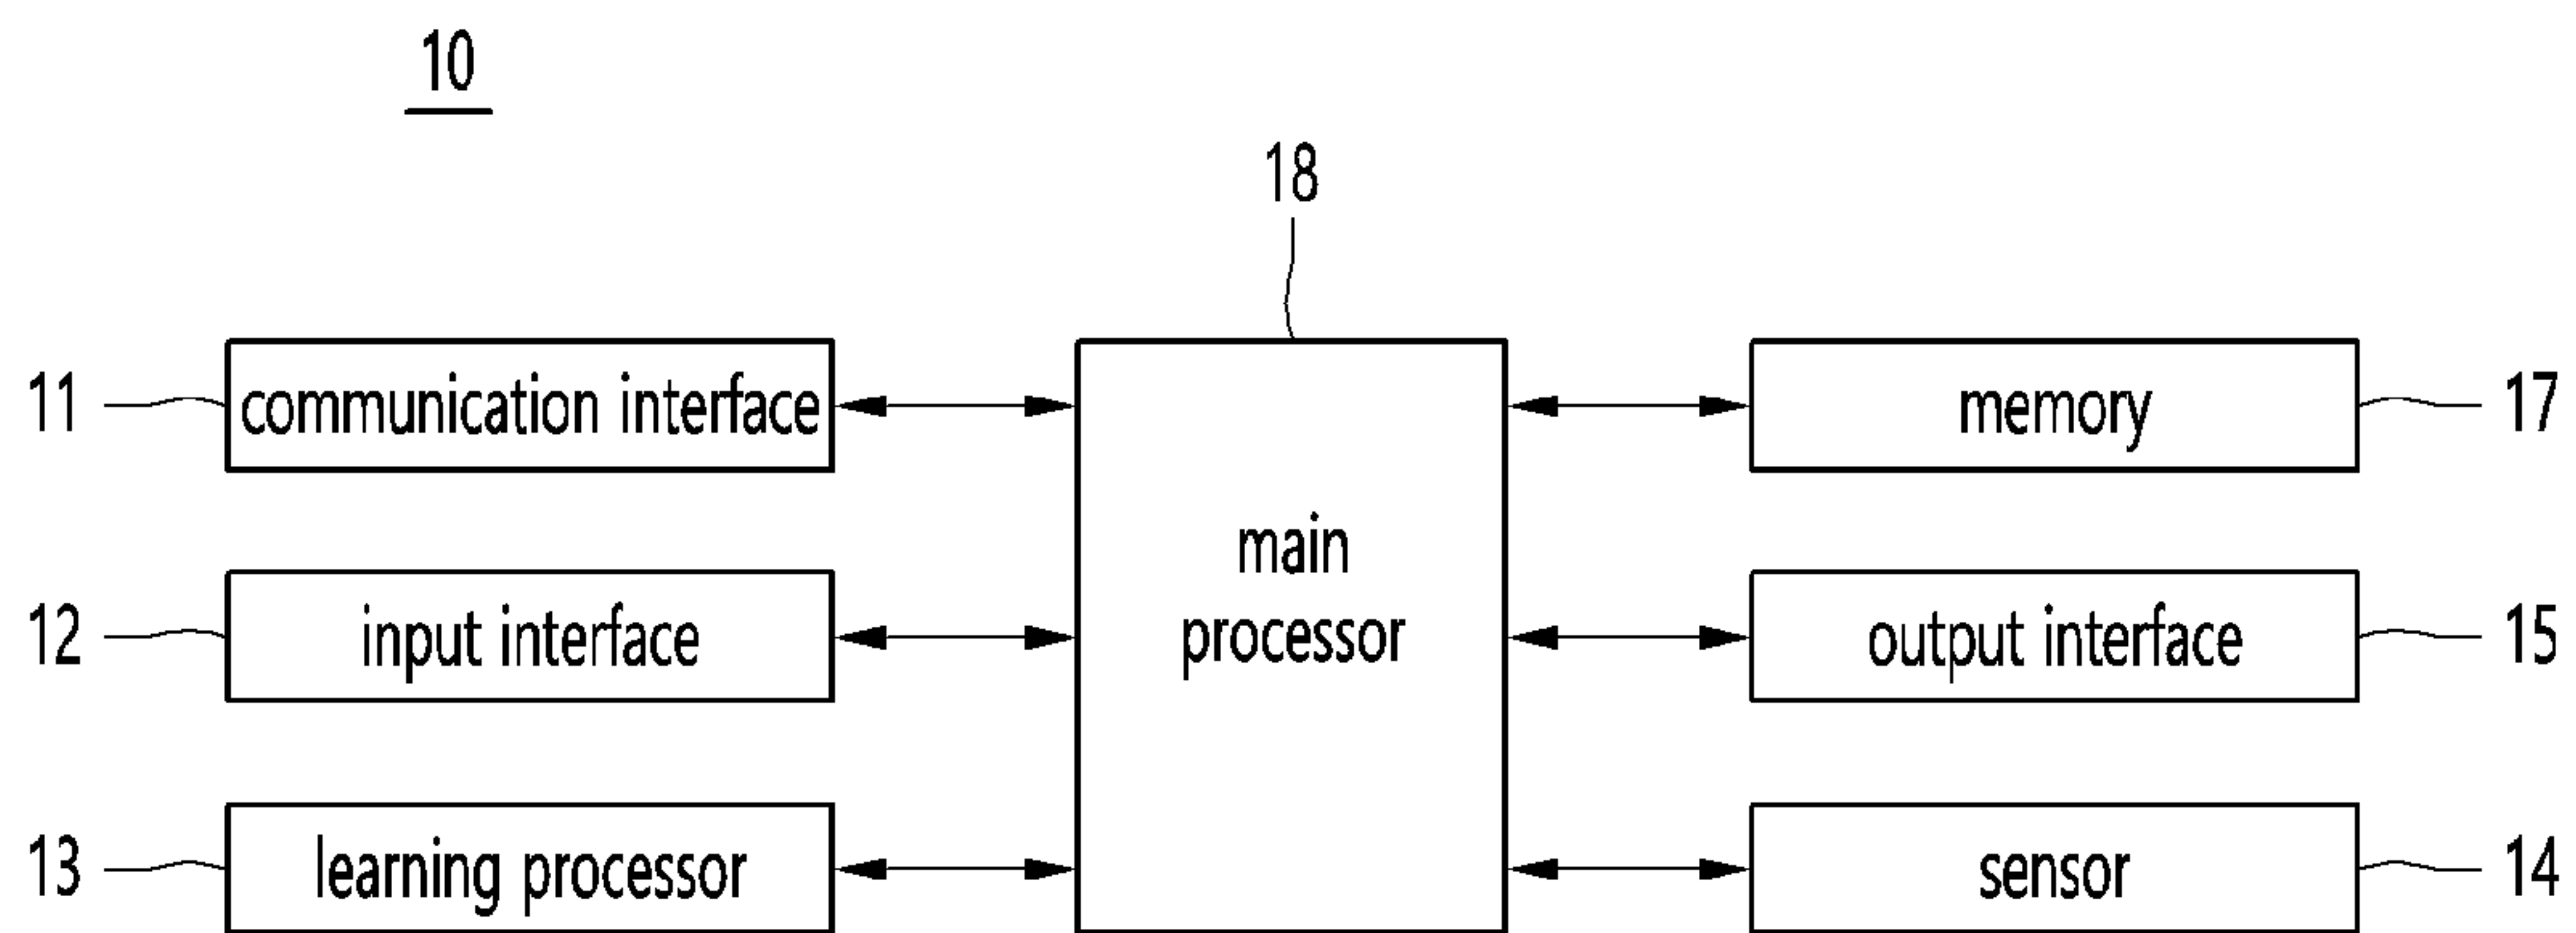 10
18
11
communication interface
memory
17
main
processor
12
input interface
output interface
15
13
learning processor
sensor
14